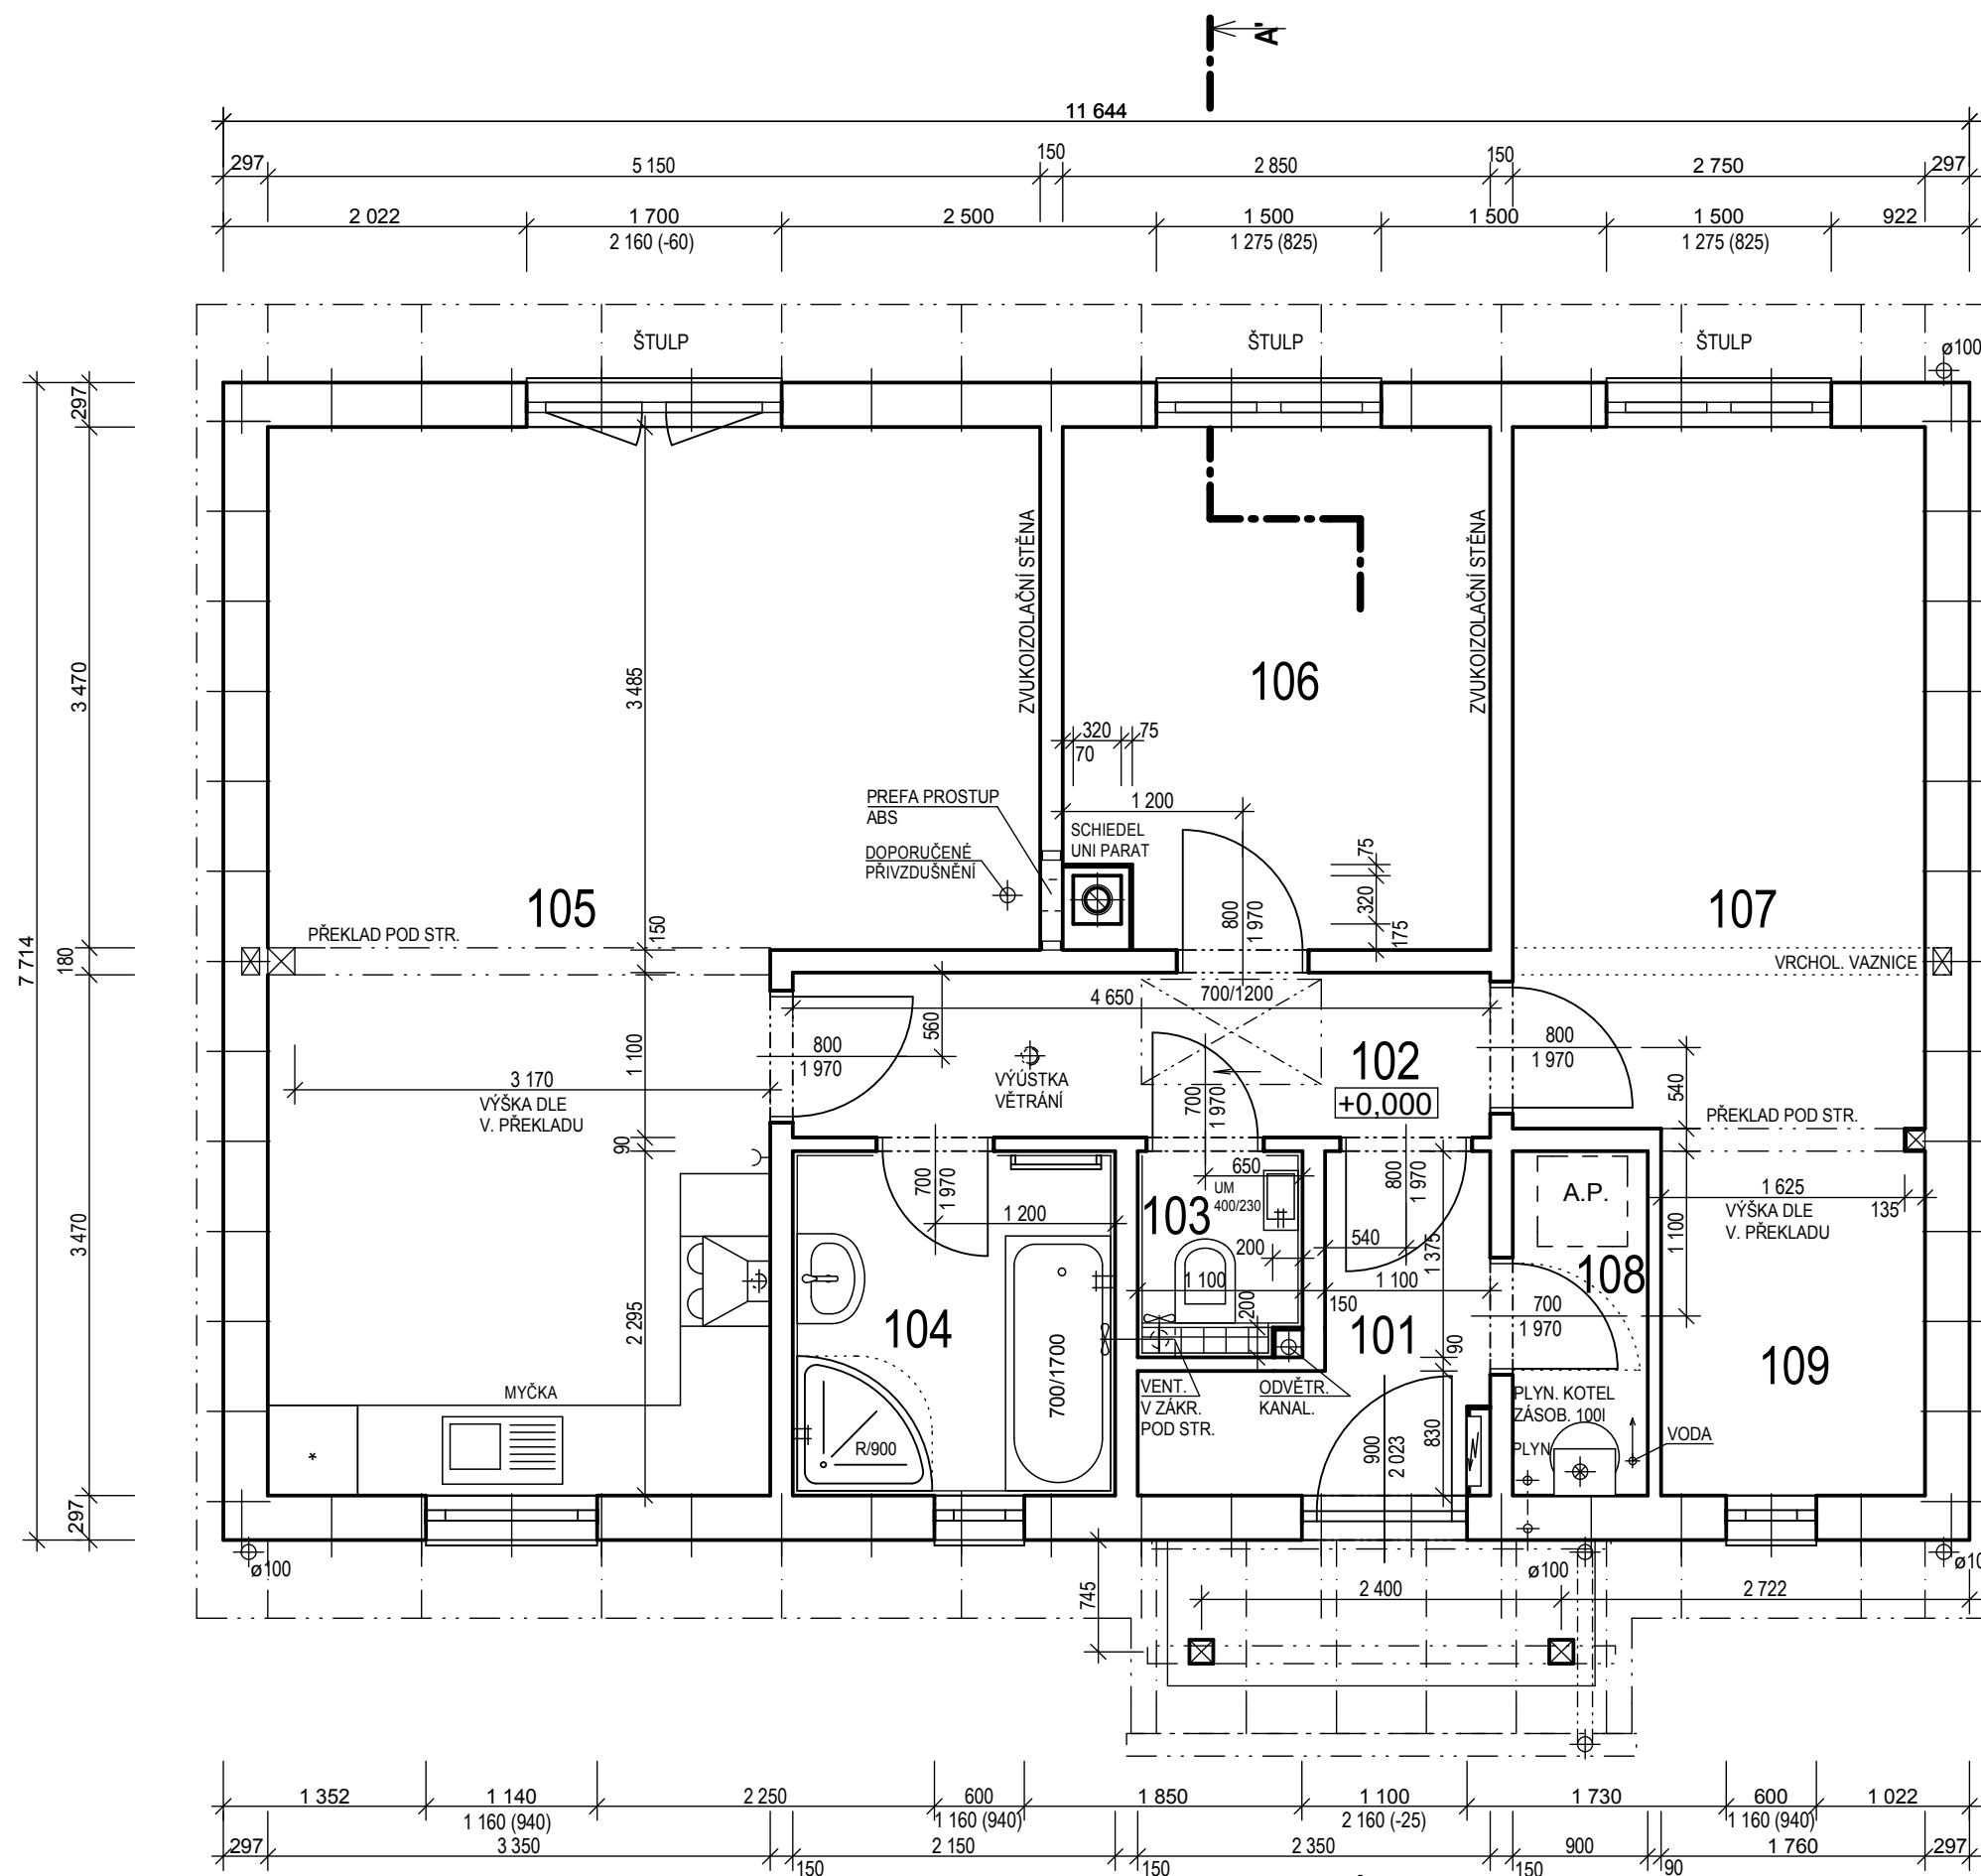 A'
11 644
297
5 150
150
2 850
150
2 750
297
2 022
1 700
2 500
1 500
1 500
1 500
922
2 160 (-60)
1 275 (825)
1 275 (825)
ŠTULP
ŠTULP
ŠTULP
ø100
297
3 470
180
7 714
3 470
297
3 485
ZVUKOIZOLAČNÍ STĚNA
ZVUKOIZOLAČNÍ STĚNA
106
320
75
70
1 200
PREFA PROSTUP
ABS
SCHIEDEL
UNI PARAT
DOPORUČENÉ
PŘIVZDUŠNĚNÍ
75
320
175
800
1 970
105
107
150
PŘEKLAD POD STR.
VRCHOL. VAZNICE
4 650
700/1200
560
1 100
800
1 970
VÝÚSTKA
VĚTRÁNÍ
102
+0,000
800
1 970
540
3 170
VÝŠKA DLE
V. PŘEKLADU
700
1 970
PŘEKLAD POD STR.
90
700
1 970
650
UM
400/230
800
1 970
A.P.
1 625
135
VÝŠKA DLE
V. PŘEKLADU
1 100
1 200
103
200
540
1 375
108
1 100
150
1 100
200
700
1 970
2 295
104
101
90
109
700/1700
MYČKA
R/900
*
VENT.
V ZÁKR.
POD STR.
ODVĚTR.
KANAL.
900
2 023
830
PLYN. KOTEL
ZÁSOB. 100l
PLYN
VODA
ø100
745
ø100
2 400
2 722
ø10
1 352
1 140
2 250
600
1 850
1 100
1 730
600
1 022
1 160 (940)
1 160 (940)
2 160 (-25)
1 160 (940)
297
3 350
150
2 150
150
2 350
150
900
90
1 760
297